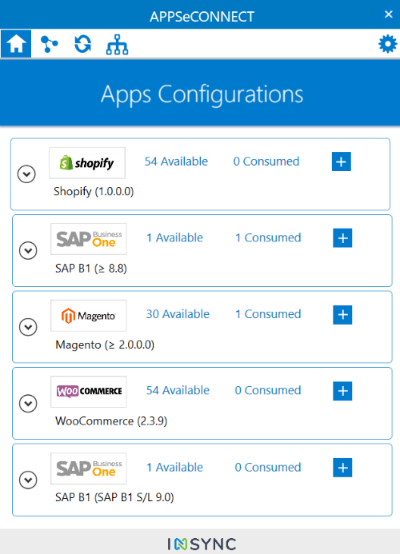 APPSeCONNECT
Apps Configurations
shopify 54 Available 0 Consumed
Shopify (1.0.0.0)
SAP Business One 1 Available 1 Consumed
SAP B1 (≥ 8.8)
Magento 30 Available 1 Consumed
Magento (≥ 2.0.0.0)
WOO COMMERCE 54 Available 0 Consumed
WooCommerce (2.3.9)
SAP Business One 1 Available 0 Consumed
SAP B1 (SAP B1 S/L 9.0)
INSYNC